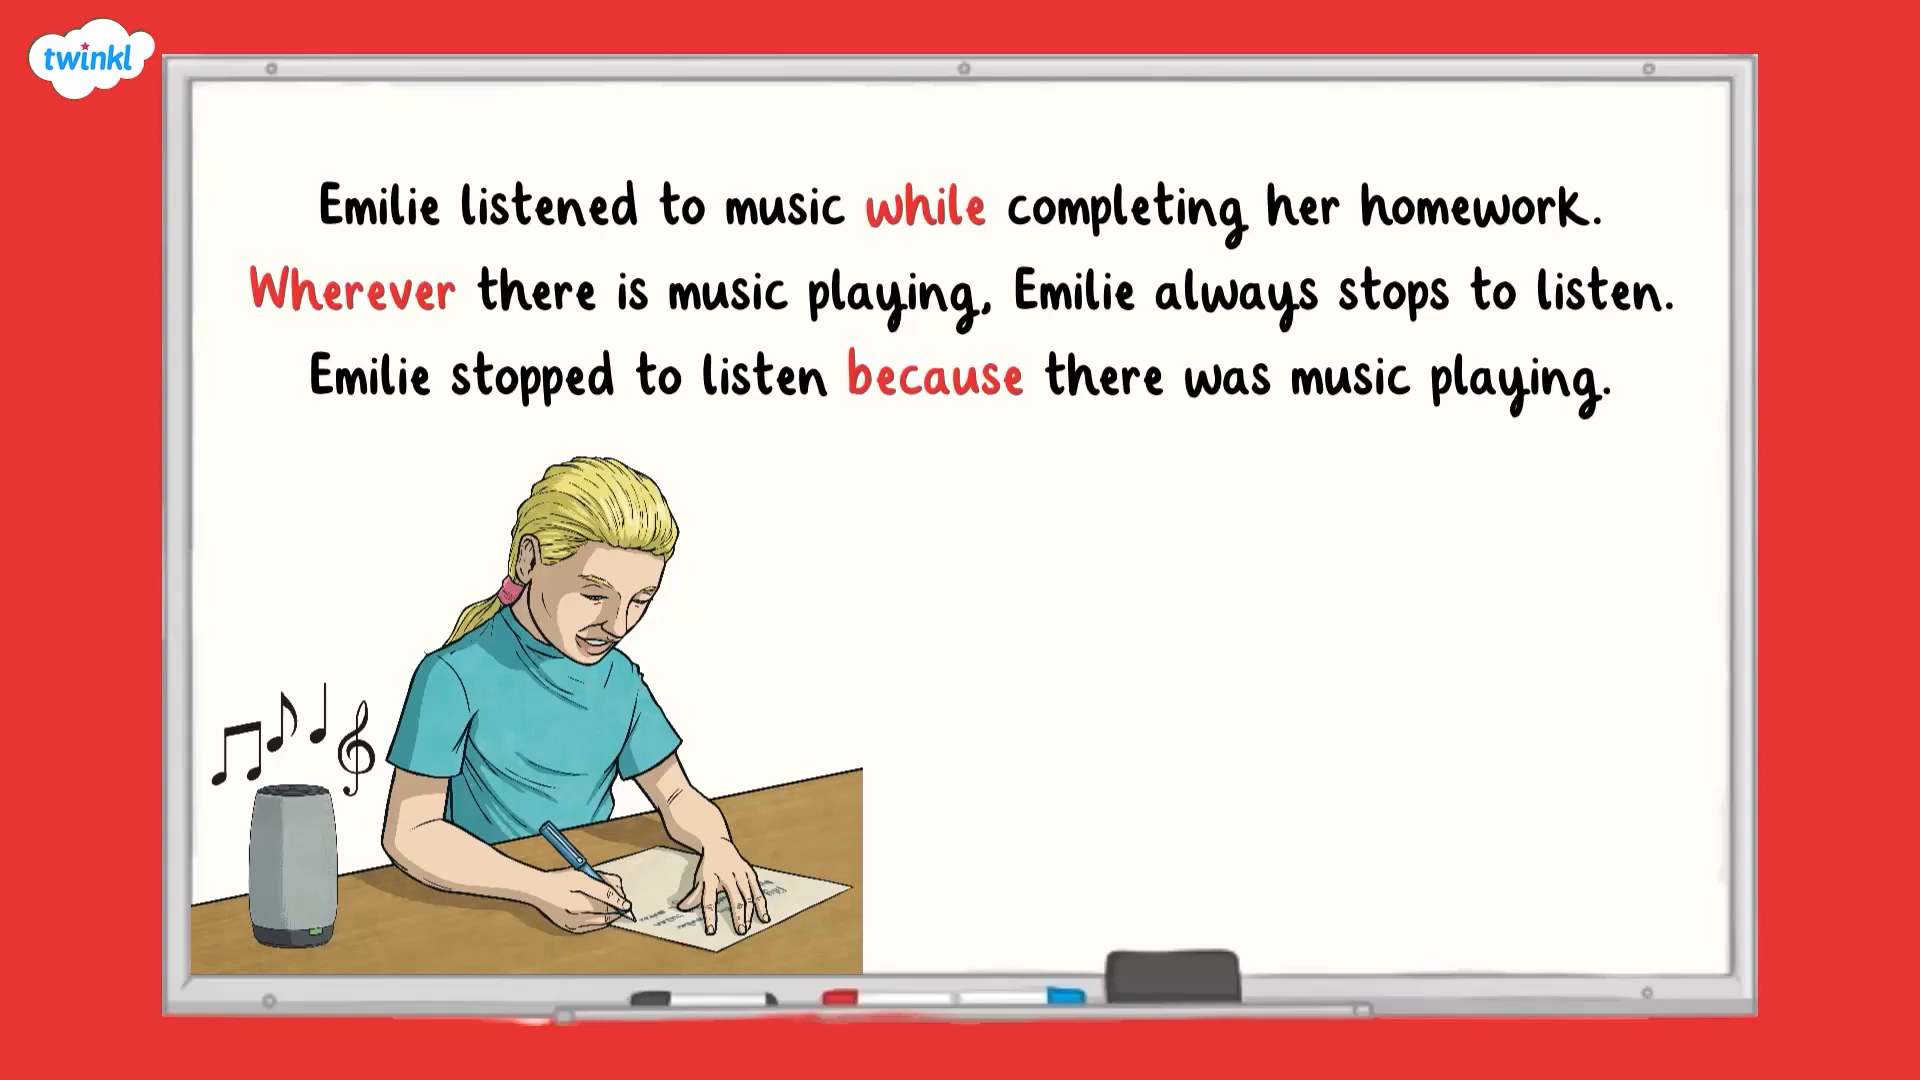 twinkl
Emilie listened to music while completing her homework.
Wherever there is music playing, Emilie always stops to listen.
Emilie stopped to listen because there was music playing.